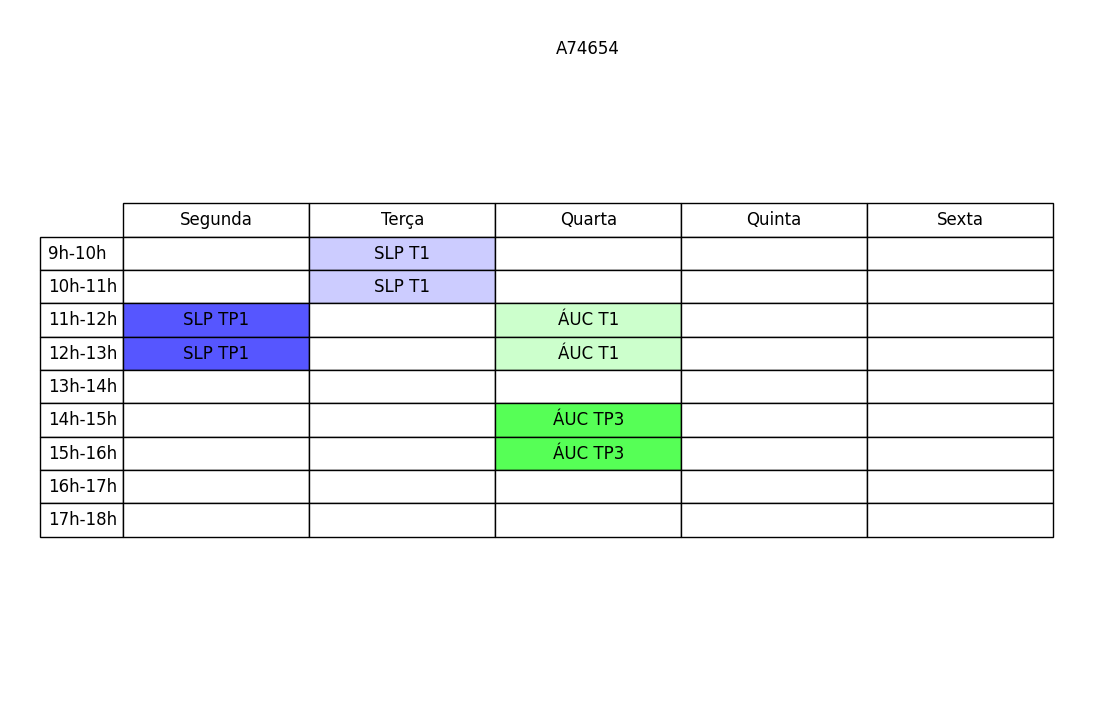 A74654
Segunda Terça Quarta Quinta Sexta
9h-10h SLP T1
10h-11h SLP T1
11h-12h SLP TP1 ÁUC T1
12h-13h SLP TP1 ÁUC T1
13h-14h
14h-15h ÁUC TP3
15h-16h ÁUC TP3
16h-17h
17h-18h